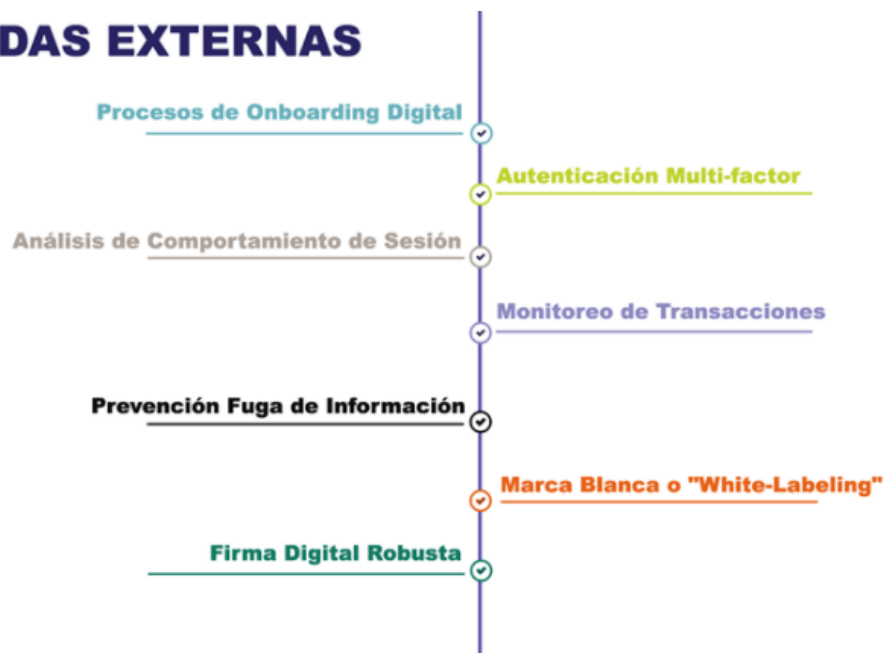 DAS EXTERNAS
Procesos de Onboarding Digital
Autenticación Multi-factor
Análisis de Comportamiento de Sesión
Monitoreo de Transacciones
Prevención Fuga de Información
Marca Blanca o "White-Labeling"
Firma Digital Robusta